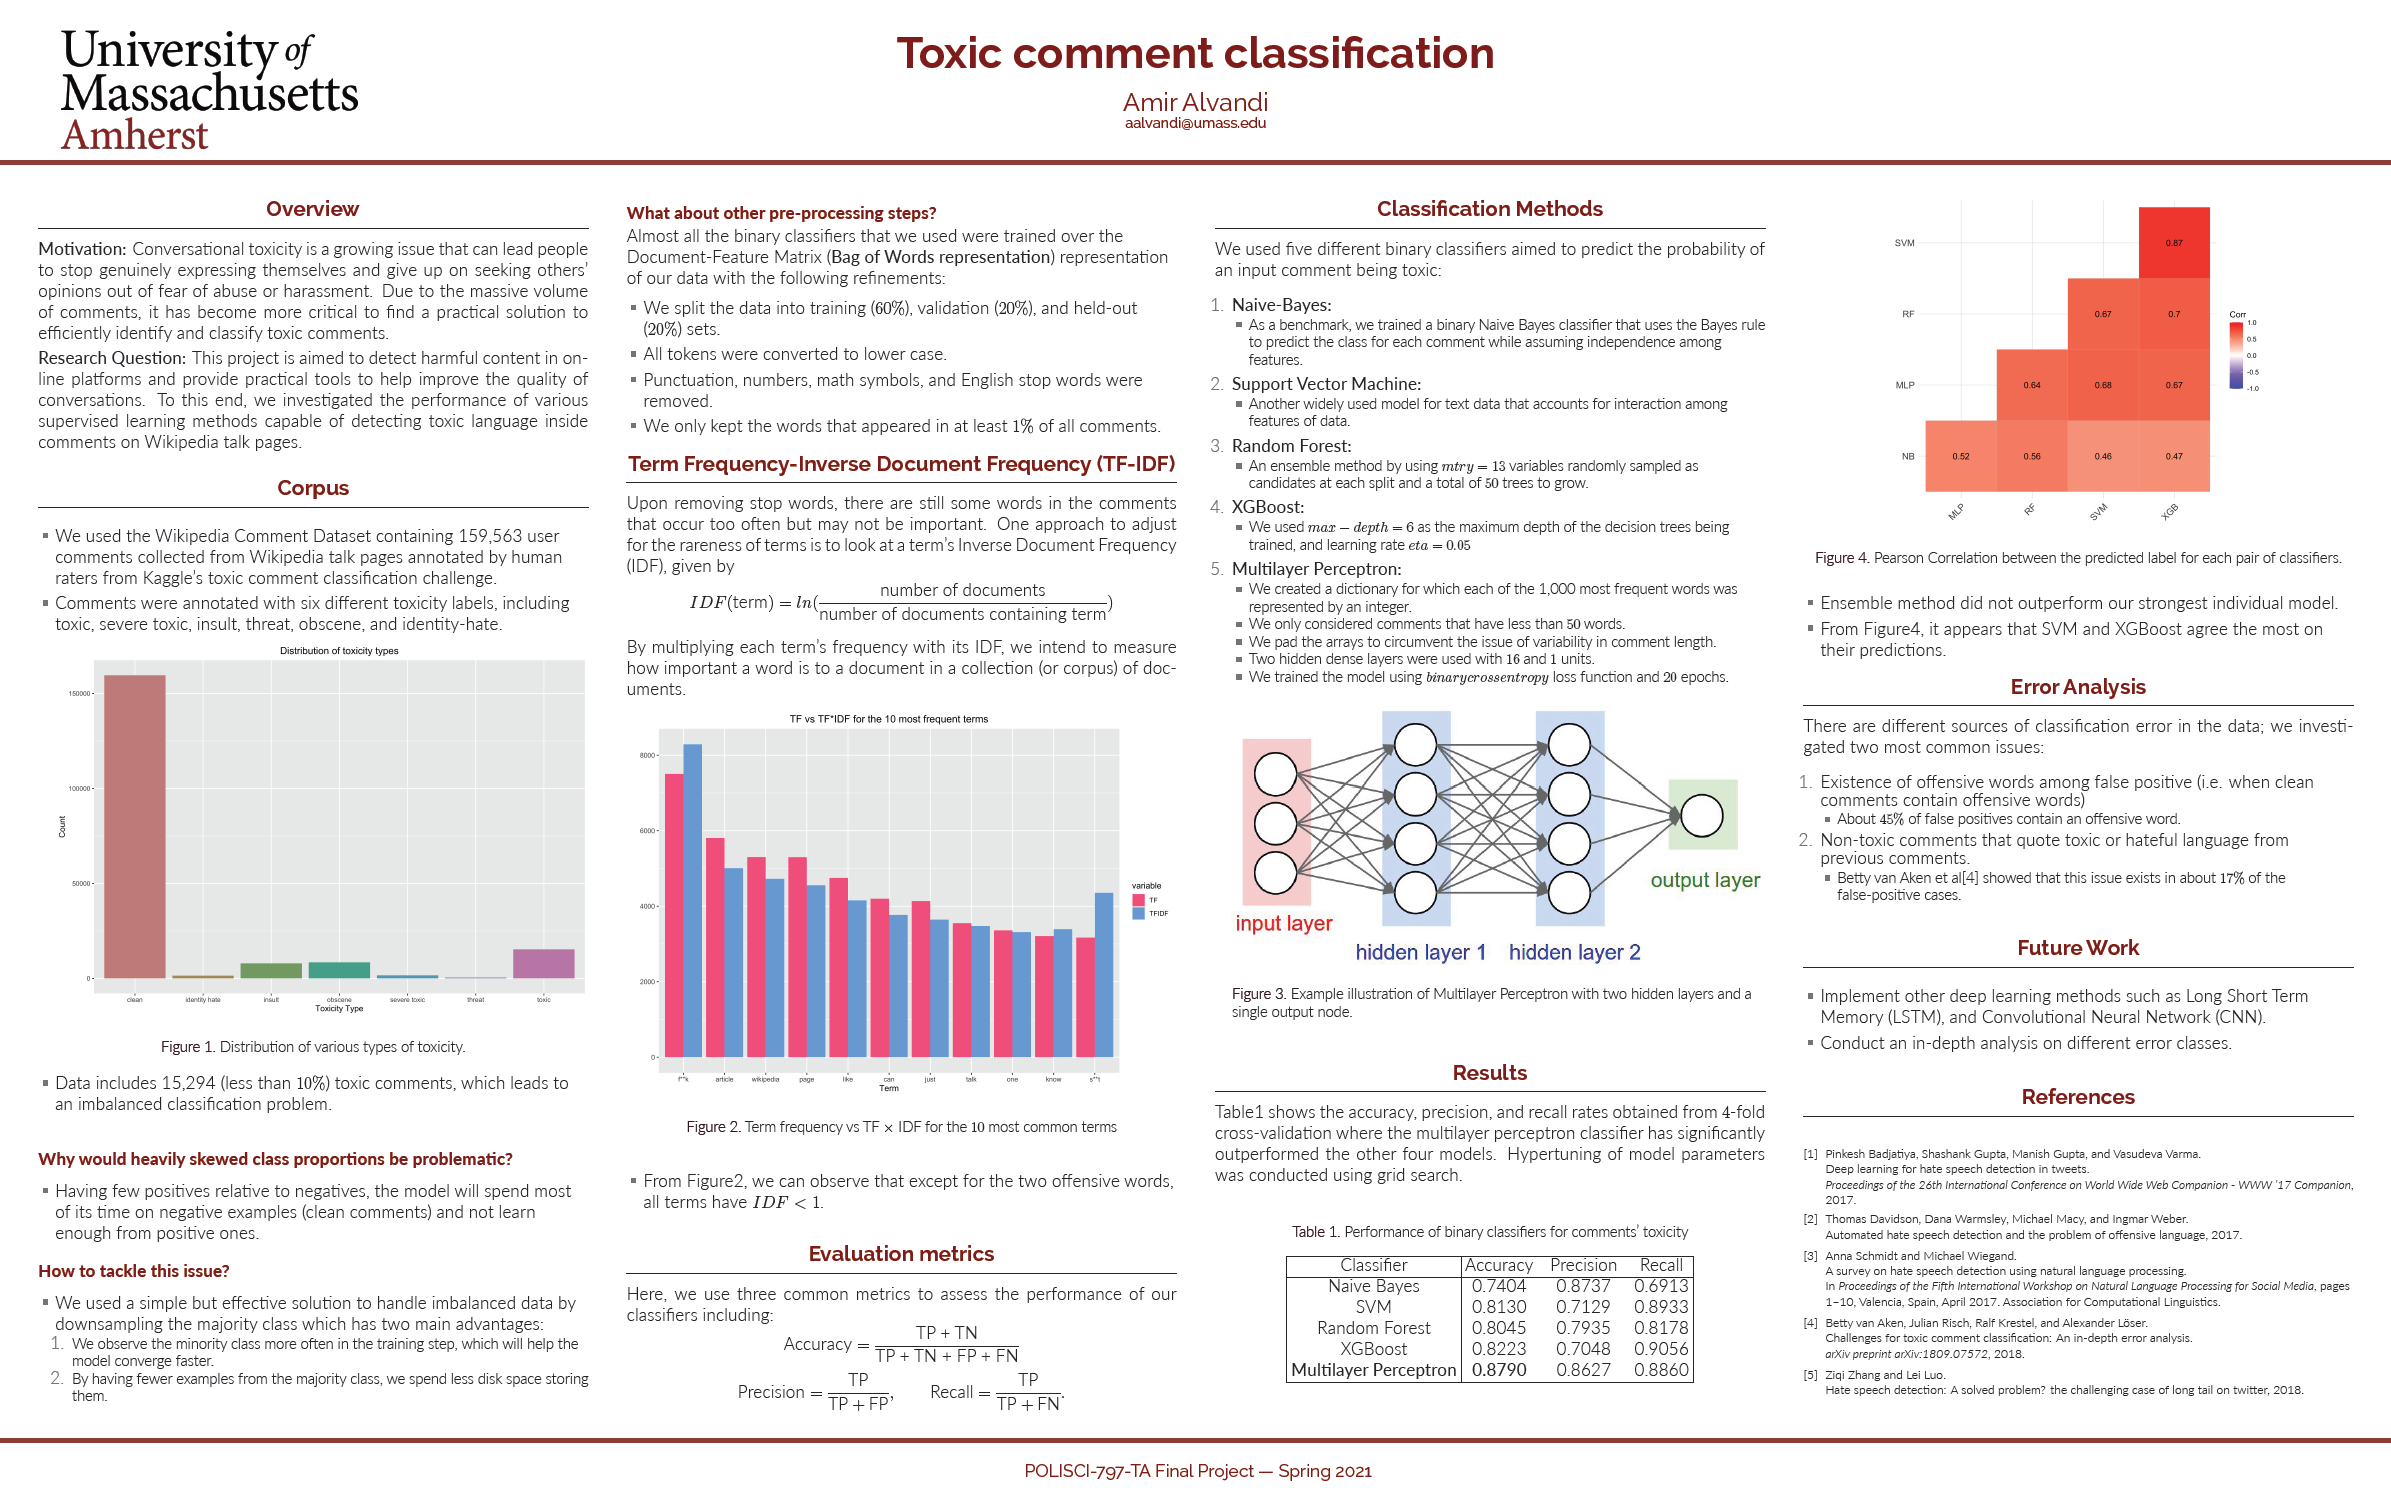 University of
Massachusetts
Amherst
Toxic comment classification
Amir Alvandi
aalvandi@umass.edu
Overview
Motivation: Conversational toxicity is a growing issue that can lead people
to stop genuinely expressing themselves and give up on seeking others'
opinions out of fear of abuse or harassment. Due to the massive volume
of comments, it has become more critical to find a practical solution to
efficiently identify and classify toxic comments.
Research Question: This project is aimed to detect harmful content in on-
line platforms and provide practical tools to help improve the quality of
conversations. To this end, we investigated the performance of various
supervised learning methods capable of detecting toxic language inside
comments on Wikipedia talk pages.
Corpus
We used the Wikipedia Comment Dataset containing 159,563 user
comments collected from Wikipedia talk pages annotated by human
raters from Kaggle's toxic comment classification challenge.
Comments were annotated with six different toxicity labels, including
toxic, severe toxic, insult, threat, obscene, and identity-hate.
Distribution of toxicity types
150000
100000
50000
0
Count
clean identity hate insult obscene severe toxic threat toxic
Toxicity Type
Figure 1. Distribution of various types of toxicity.
Data includes 15,294 (less than 10%) toxic comments, which leads to
an imbalanced classification problem.
Why would heavily skewed class proportions be problematic?
Having few positives relative to negatives, the model will spend most
of its time on negative examples (clean comments) and not learn
enough from positive ones.
How to tackle this issue?
We used a simple but effective solution to handle imbalanced data by
downsampling the majority class which has two main advantages:
1. We observe the minority class more often in the training step, which will help the
model converge faster.
2. By having fewer examples from the majority class, we spend less disk space storing
them.
What about other pre-processing steps?
Almost all the binary classifiers that we used were trained over the
Document-Feature Matrix (Bag of Words representation) representation
of our data with the following refinements:
We split the data into training (60%), validation (20%), and held-out
(20%) sets.
All tokens were converted to lower case.
Punctuation, numbers, math symbols, and English stop words were
removed.
We only kept the words that appeared in at least 1% of all comments.
Term Frequency-Inverse Document Frequency (TF-IDF)
Upon removing stop words, there are still some words in the comments
that occur too often but may not be important. One approach to adjust
for the rareness of terms is to look at a term's Inverse Document Frequency
(IDF), given by
number of documents
IDF(term) = ln( )
number of documents containing term
By multiplying each term's frequency with its IDF, we intend to measure
how important a word is to a document in a collection (or corpus) of doc-
uments.
TF vs TF*IDF for the 10 most frequent terms
8000
6000
4000
2000
0
variable
TF
TFIDF
f**k article wikipedia page like can just talk one know s**t
Term
Figure 2. Term frequency vs TF × IDF for the 10 most common terms
From Figure2, we can observe that except for the two offensive words,
all terms have IDF < 1.
Evaluation metrics
Here, we use three common metrics to assess the performance of our
classifiers including:
TP + TN
Accuracy =
TP + TN + FP + FN
TP TP
Precision = , Recall = .
TP + FP TP + FN
Classification Methods
We used five different binary classifiers aimed to predict the probability of
an input comment being toxic:
1. Naive-Bayes:
As a benchmark, we trained a binary Naive Bayes classifier that uses the Bayes rule
to predict the class for each comment while assuming independence among
features.
2. Support Vector Machine:
Another widely used model for text data that accounts for interaction among
features of data.
3. Random Forest:
An ensemble method by using mtry = 13 variables randomly sampled as
candidates at each split and a total of 50 trees to grow.
4. XGBoost:
We used max − depth = 6 as the maximum depth of the decision trees being
trained, and learning rate eta = 0.05
5. Multilayer Perceptron:
We created a dictionary for which each of the 1,000 most frequent words was
represented by an integer.
We only considered comments that have less than 50 words.
We pad the arrays to circumvent the issue of variability in comment length.
Two hidden dense layers were used with 16 and 1 units.
We trained the model using binarycrossentropy loss function and 20 epochs.
input layer
hidden layer 1 hidden layer 2
output layer
Figure 3. Example illustration of Multilayer Perceptron with two hidden layers and a
single output node.
Results
Table1 shows the accuracy, precision, and recall rates obtained from 4-fold
cross-validation where the multilayer perceptron classifier has significantly
outperformed the other four models. Hypertuning of model parameters
was conducted using grid search.
Table 1. Performance of binary classifiers for comments' toxicity
Classifier Accuracy Precision Recall
Naive Bayes 0.7404 0.8737 0.6913
SVM 0.8130 0.7129 0.8933
Random Forest 0.8045 0.7935 0.8178
XGBoost 0.8223 0.7048 0.9056
Multilayer Perceptron 0.8790 0.8627 0.8860
SVM 0.87
RF 0.67 0.7
MLP 0.64 0.68 0.67
NB 0.52 0.56 0.46 0.47
MLP RF SVM XGB
Corr
1.0
0.5
0.0
-0.5
-1.0
Figure 4. Pearson Correlation between the predicted label for each pair of classifiers.
Ensemble method did not outperform our strongest individual model.
From Figure4, it appears that SVM and XGBoost agree the most on
their predictions.
Error Analysis
There are different sources of classification error in the data; we investi-
gated two most common issues:
1. Existence of offensive words among false positive (i.e. when clean
comments contain offensive words)
About 45% of false positives contain an offensive word.
2. Non-toxic comments that quote toxic or hateful language from
previous comments.
Betty van Aken et al[4] showed that this issue exists in about 17% of the
false-positive cases.
Future Work
Implement other deep learning methods such as Long Short Term
Memory (LSTM), and Convolutional Neural Network (CNN).
Conduct an in-depth analysis on different error classes.
References
[1] Pinkesh Badjatiya, Shashank Gupta, Manish Gupta, and Vasudeva Varma.
Deep learning for hate speech detection in tweets.
Proceedings of the 26th International Conference on World Wide Web Companion - WWW '17 Companion,
2017.
[2] Thomas Davidson, Dana Warmsley, Michael Macy, and Ingmar Weber.
Automated hate speech detection and the problem of offensive language, 2017.
[3] Anna Schmidt and Michael Wiegand.
A survey on hate speech detection using natural language processing.
In Proceedings of the Fifth International Workshop on Natural Language Processing for Social Media, pages
1–10, Valencia, Spain, April 2017. Association for Computational Linguistics.
[4] Betty van Aken, Julian Risch, Ralf Krestel, and Alexander Löser.
Challenges for toxic comment classification: An in-depth error analysis.
arXiv preprint arXiv:1809.07572, 2018.
[5] Ziqi Zhang and Lei Luo.
Hate speech detection: A solved problem? the challenging case of long tail on twitter, 2018.
POLISCI-797-TA Final Project — Spring 2021